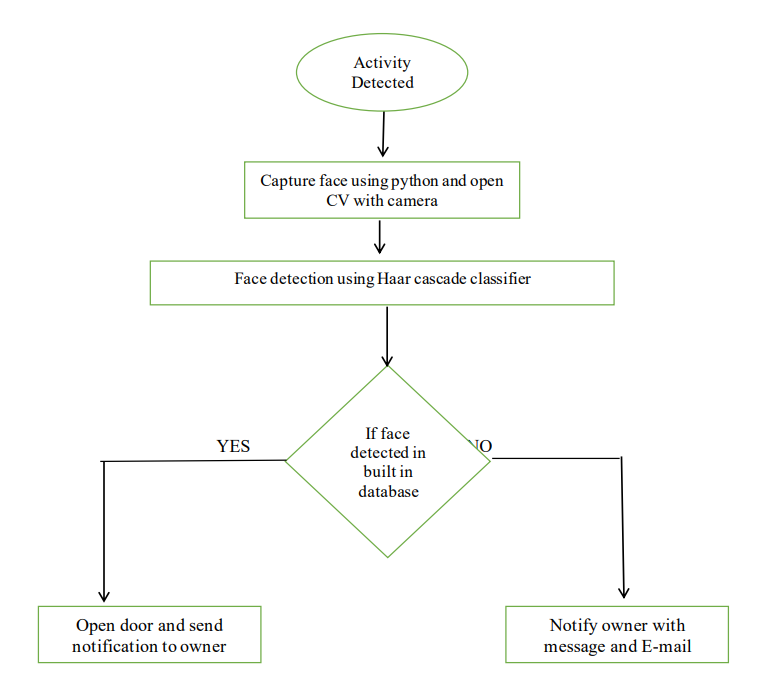 Activity
Detected
Capture face using python and open
CV with camera
Face detection using Haar cascade classifier
If face
detected in
built in
database
YES
NO
Open door and send
notification to owner
Notify owner with
message and E-mail